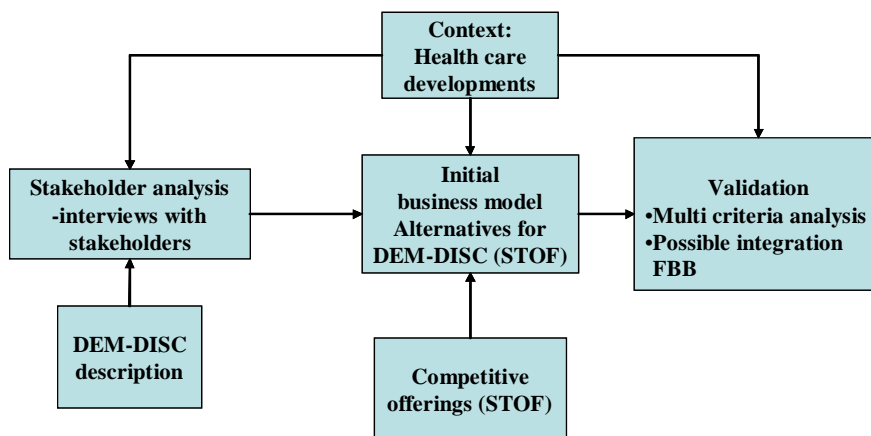 Context:
Health care
developments
Stakeholder analysis
-interviews with
stakeholders
Initial
business model
Alternatives for
DEM-DISC (STOF)
Validation
•Multi criteria analysis
•Possible integration
FBB
DEM-DISC
description
Competitive
offerings (STOF)